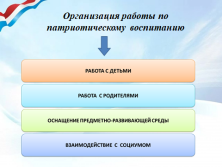 Организация работы по
патриотическому воспитанию
РАБОТА С ДЕТЬМИ
РАБОТА С РОДИТЕЛЯМИ
ОСНАЩЕНИЕ ПРЕДМЕТНО-РАЗВИВАЮЩЕЙ СРЕДЫ
ВЗАИМОДЕЙСТВИЕ С СОЦИУМОМ